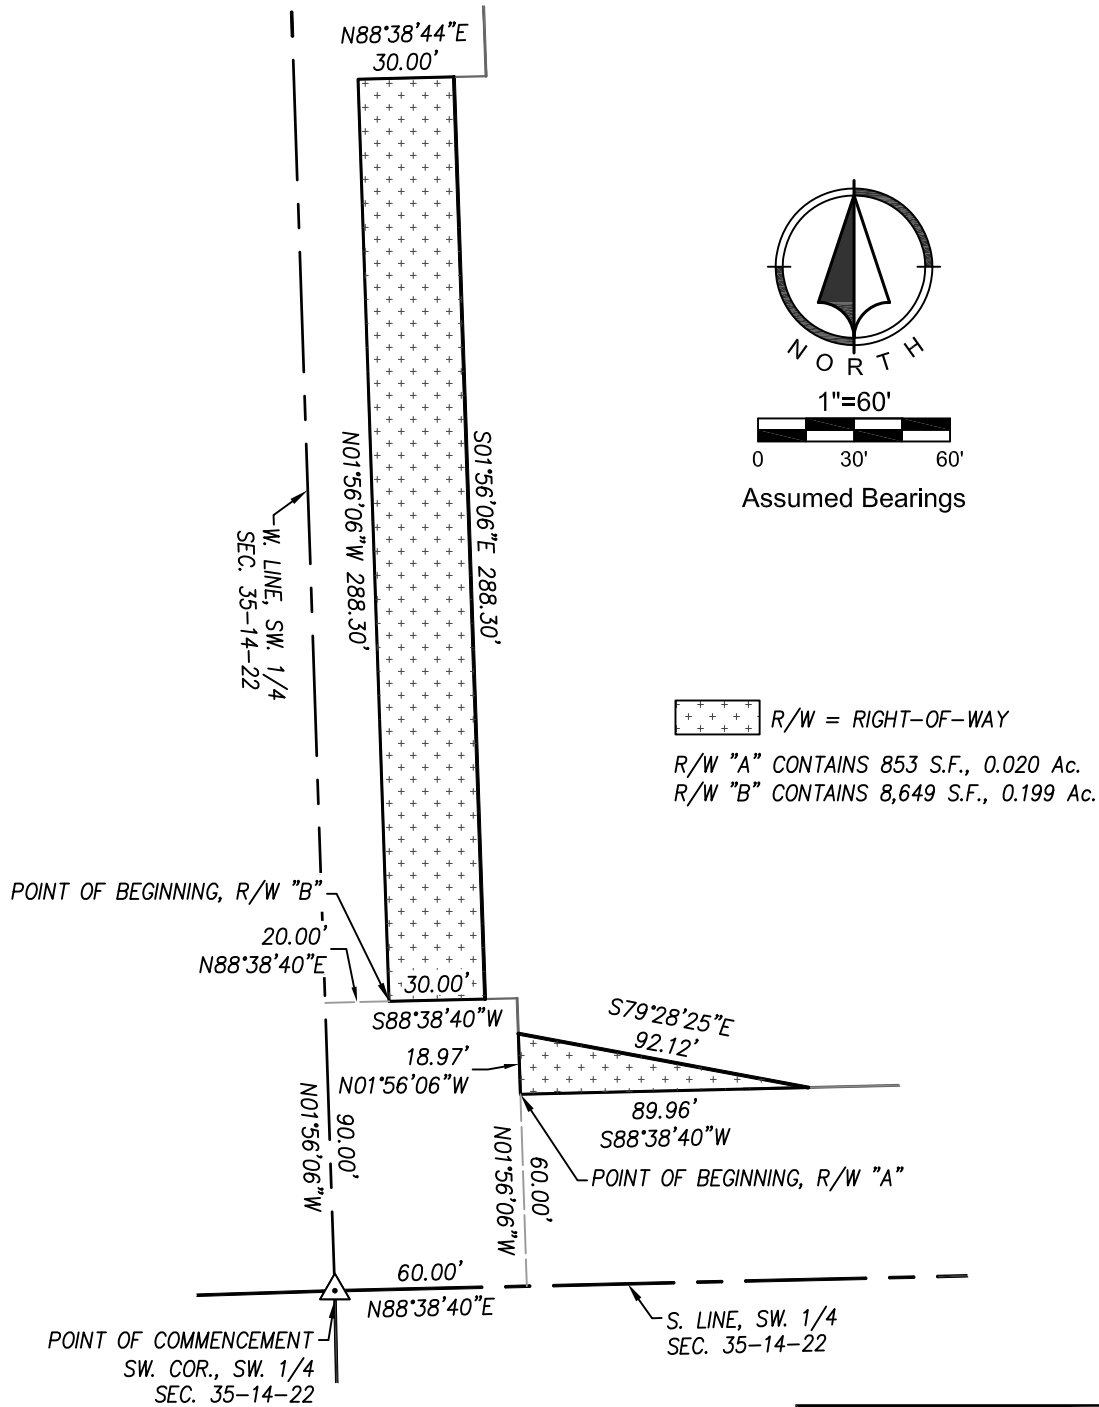 N88°38'44"E
30.00'
N01°56'06"W 288.30'
S01°56'06"E 288.30'
W. LINE, SW. 1/4
SEC. 35-14-22
NORTH
1"=60'
0 30' 60'
Assumed Bearings
R/W = RIGHT-OF-WAY
R/W "A" CONTAINS 853 S.F., 0.020 Ac.
R/W "B" CONTAINS 8,649 S.F., 0.199 Ac.
POINT OF BEGINNING, R/W "B"
20.00'
N88°38'40"E
30.00'
S88°38'40"W
S79°28'25"E
92.12'
18.97'
N01°56'06"W
89.96'
S88°38'40"W
N01°56'06"W
90.00'
N01°56'06"W
60.00'
POINT OF BEGINNING, R/W "A"
60.00'
N88°38'40"E
S. LINE, SW. 1/4
SEC. 35-14-22
POINT OF COMMENCEMENT
SW. COR., SW. 1/4
SEC. 35-14-22